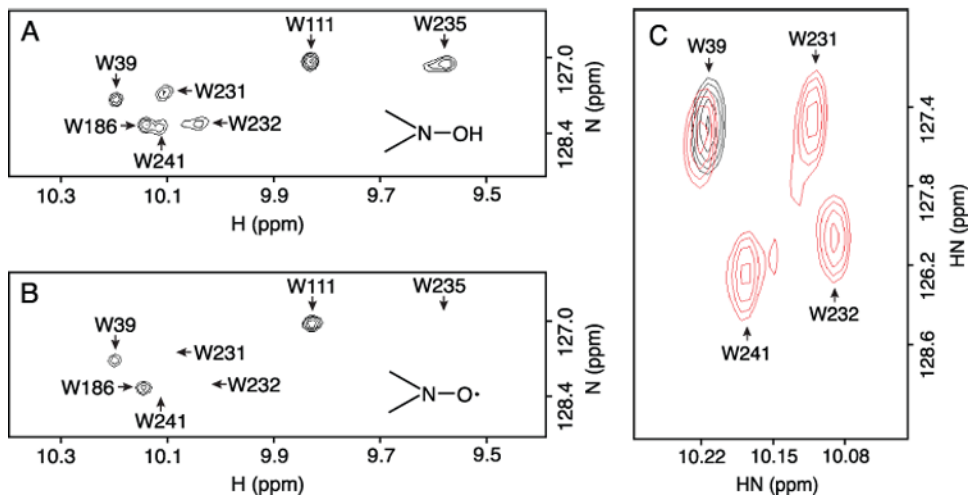 A
W111
W235
W39
W231
W186
W232
W241
N—OH
127.0
128.4
N (ppm)
10.3
10.1
9.9
9.7
9.5
H (ppm)
B
W111
W235
W39
W231
W186
W232
W241
N—O•
127.0
128.4
N (ppm)
10.3
10.1
9.9
9.7
9.5
H (ppm)
C
W39
W231
W241
W232
127.4
127.8
126.2
128.6
HN (ppm)
10.22
10.15
10.08
HN (ppm)